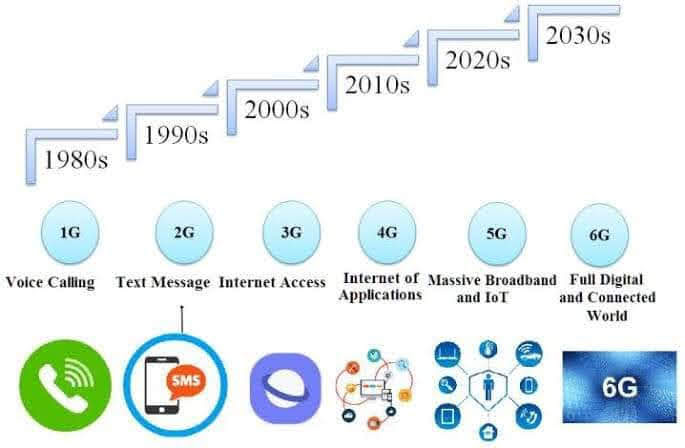 1980s
1990s
2000s
2010s
2020s
2030s
1G
2G
3G
4G
5G
6G
Voice Calling
Text Message
Internet Access
Internet of
Applications
Massive Broadband
and IoT
Full Digital
and Connected
World
SMS
6G